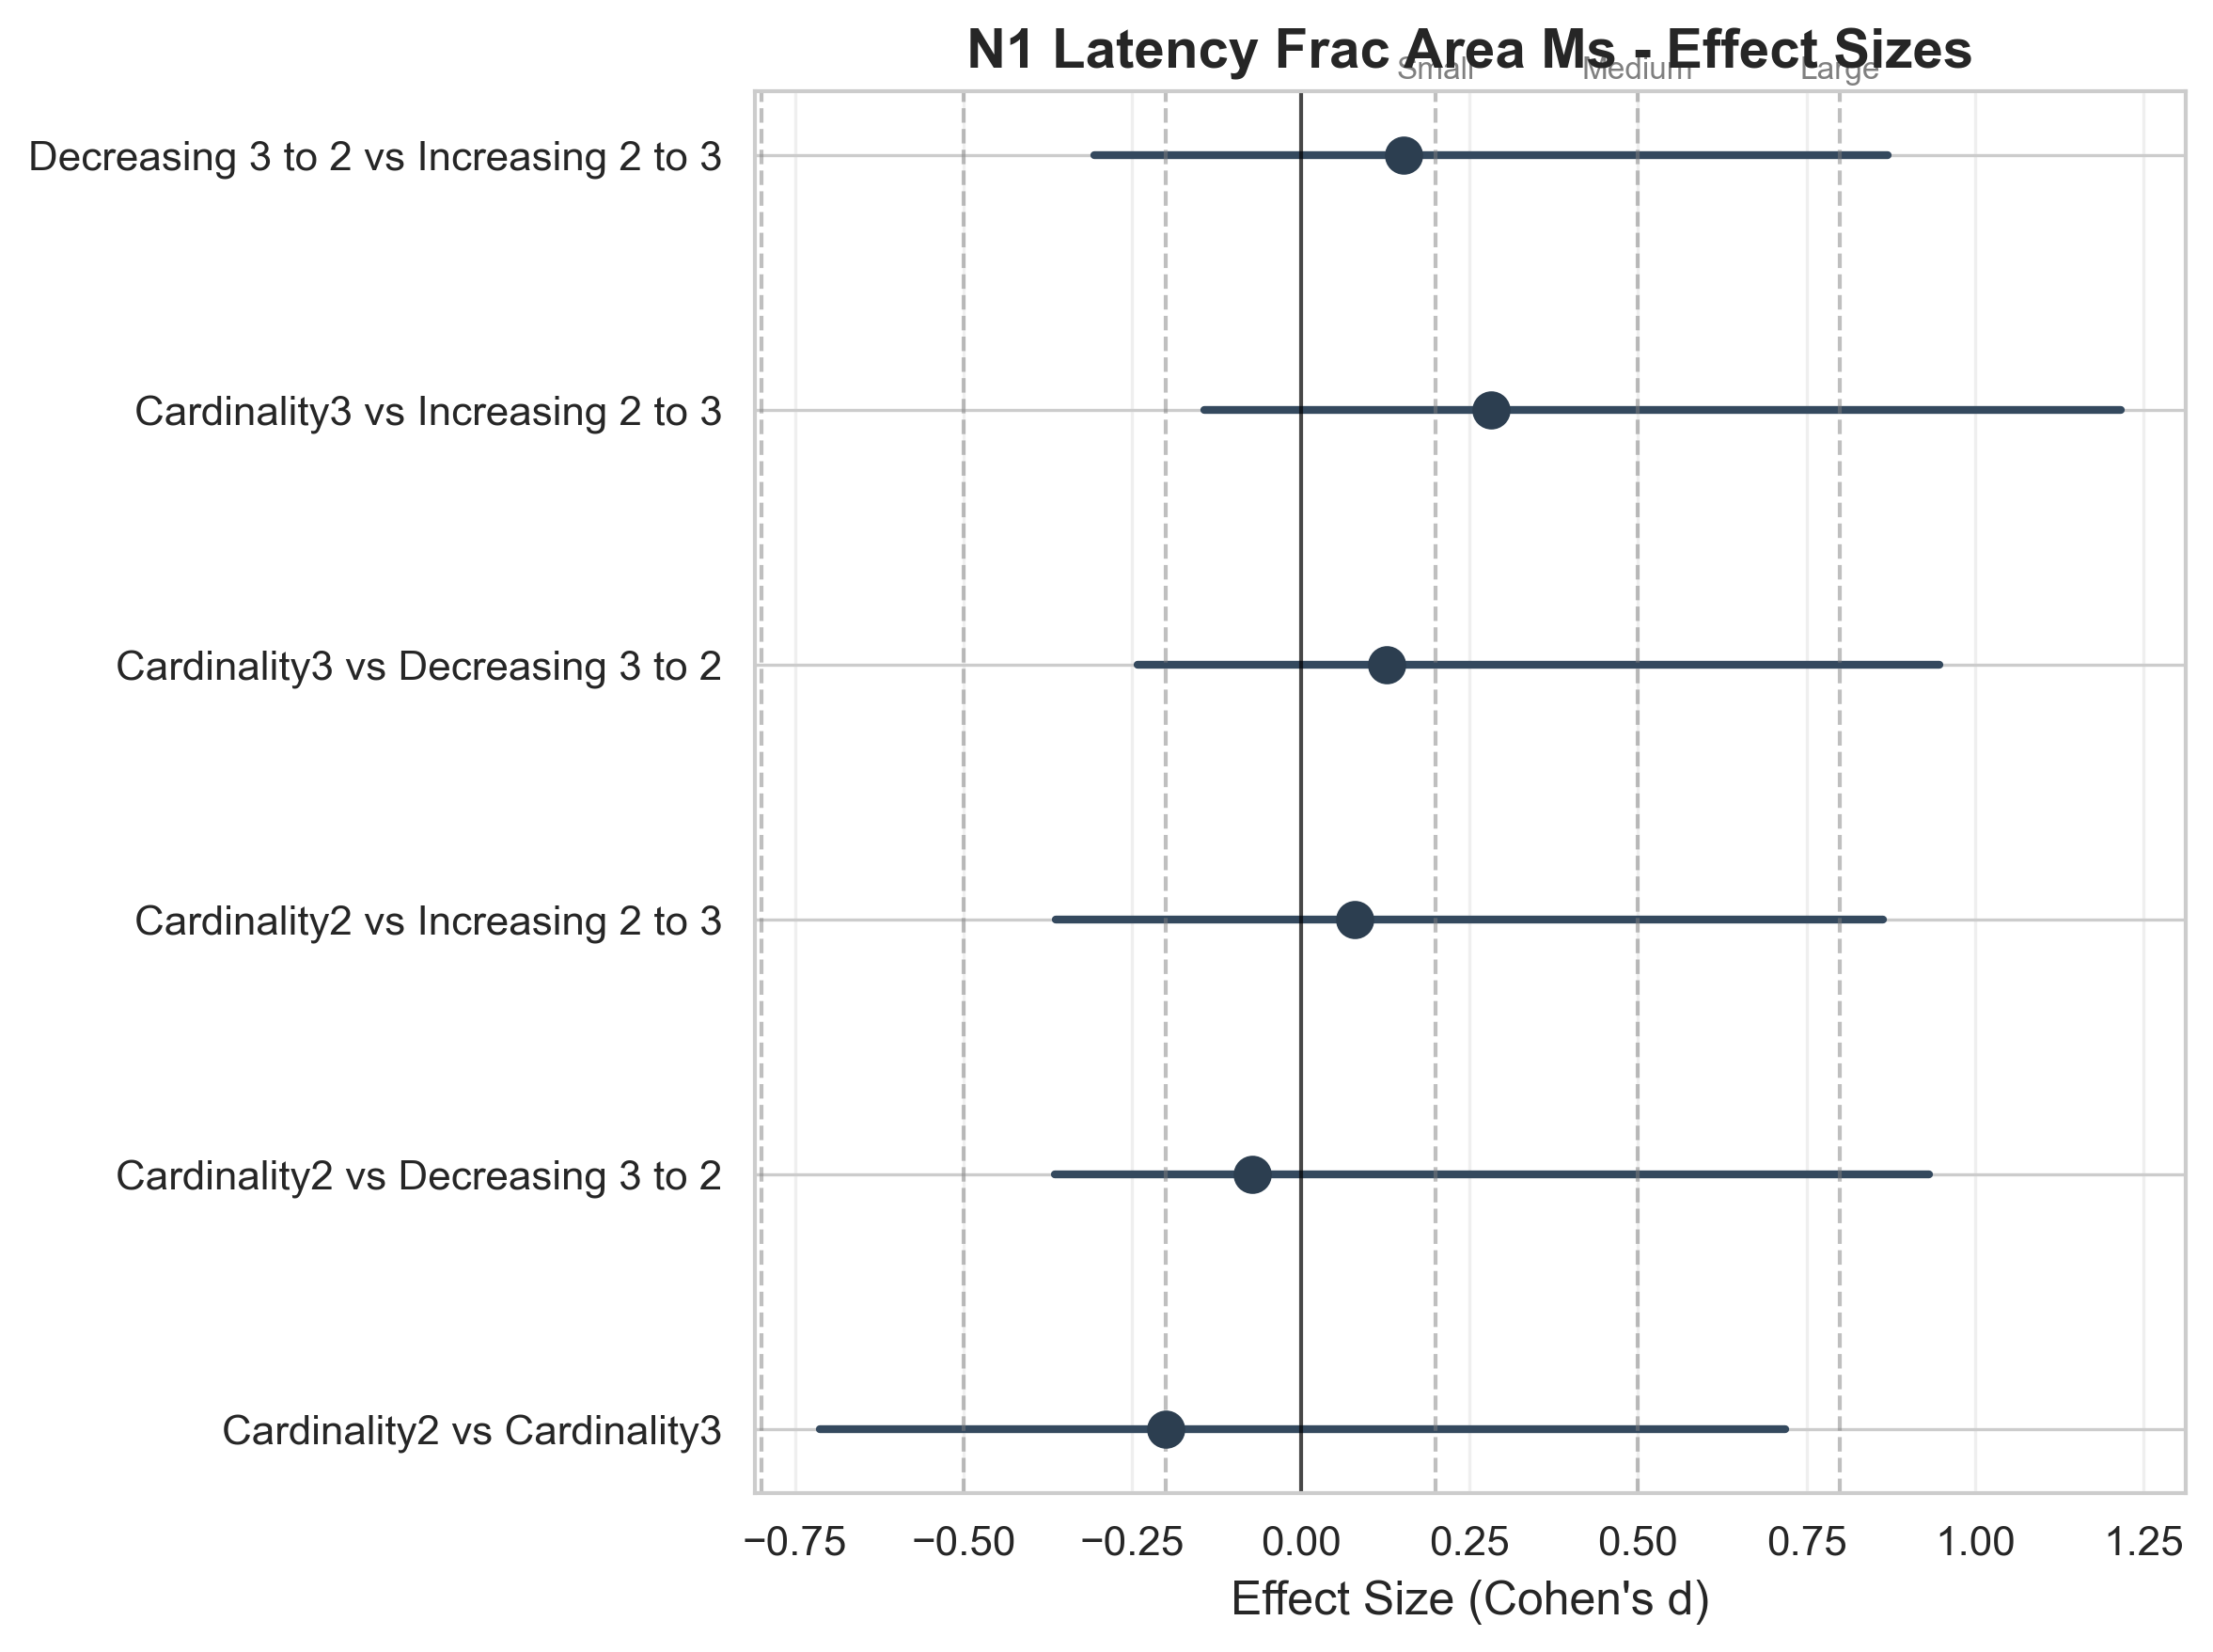 N1 Latency Frac Area Ms - Effect Sizes
Small Medium Large
Decreasing 3 to 2 vs Increasing 2 to 3
Cardinality3 vs Increasing 2 to 3
Cardinality3 vs Decreasing 3 to 2
Cardinality2 vs Increasing 2 to 3
Cardinality2 vs Decreasing 3 to 2
Cardinality2 vs Cardinality3
−0.75 −0.50 −0.25 0.00 0.25 0.50 0.75 1.00 1.25
Effect Size (Cohen's d)